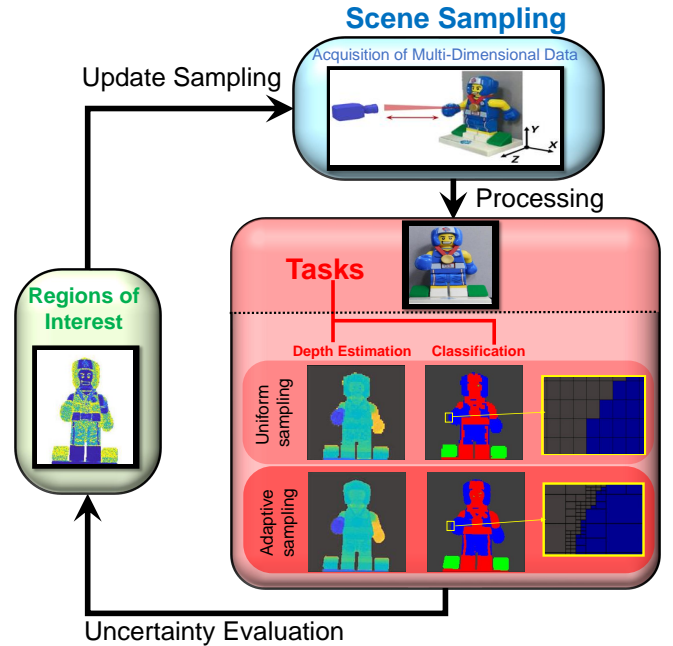 Scene Sampling
Acquisition of Multi-Dimensional Data
Y
X
Z
Update Sampling
Processing
Tasks
Regions of
Interest
Depth Estimation
Classification
Uniform
sampling
Adaptive
sampling
Uncertainty Evaluation